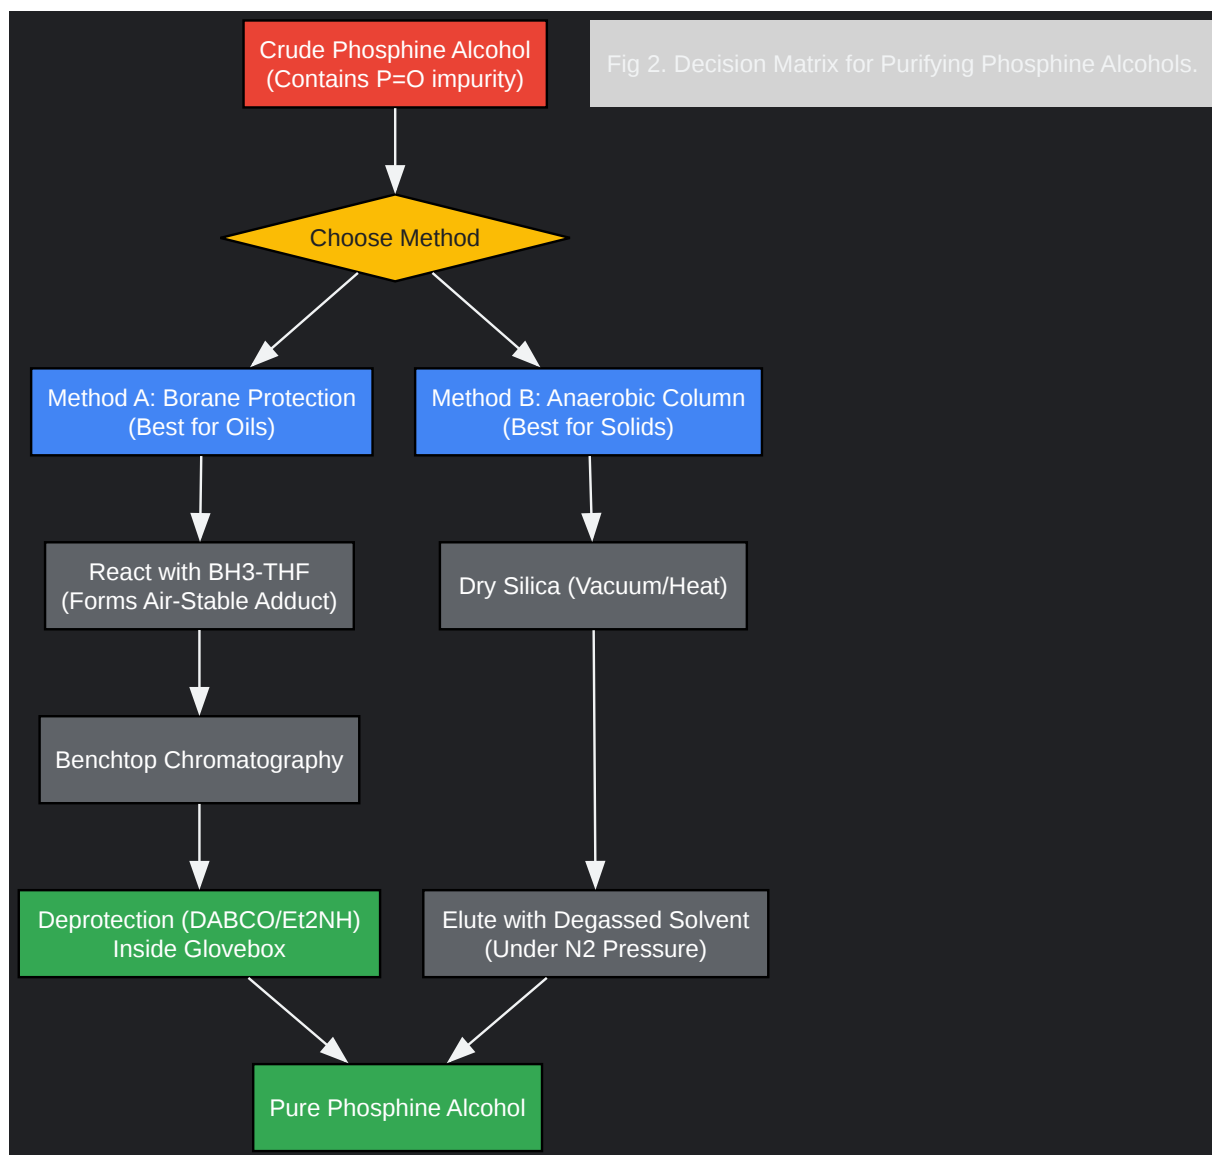 Crude Phosphine Alcohol
(Contains P=O impurity)
Fig 2. Decision Matrix for Purifying Phosphine Alcohols.
Choose Method
Method A: Borane Protection
(Best for Oils)
Method B: Anaerobic Column
(Best for Solids)
React with BH3-THF
(Forms Air-Stable Adduct)
Dry Silica (Vacuum/Heat)
Benchtop Chromatography
Deprotection (DABCO/Et2NH)
Inside Glovebox
Elute with Degassed Solvent
(Under N2 Pressure)
Pure Phosphine Alcohol